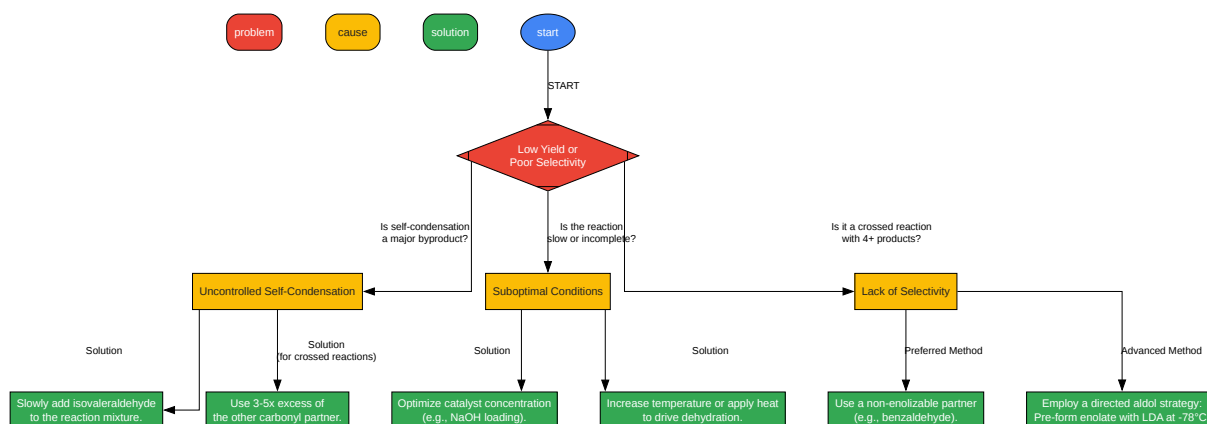 problem
cause
solution
start
START
Low Yield or
Poor Selectivity
Is self-condensation
a major byproduct?
Is the reaction
slow or incomplete?
Is it a crossed reaction
with 4+ products?
Uncontrolled Self-Condensation
Suboptimal Conditions
Lack of Selectivity
Solution
Solution
(for crossed reactions)
Solution
Solution
Preferred Method
Advanced Method
Slowly add isovaleraldehyde
to the reaction mixture.
Use 3-5x excess of
the other carbonyl partner.
Optimize catalyst concentration
(e.g., NaOH loading).
Increase temperature or apply heat
to drive dehydration.
Use a non-enolizable partner
(e.g., benzaldehyde).
Employ a directed aldol strategy:
Pre-form enolate with LDA at -78°C